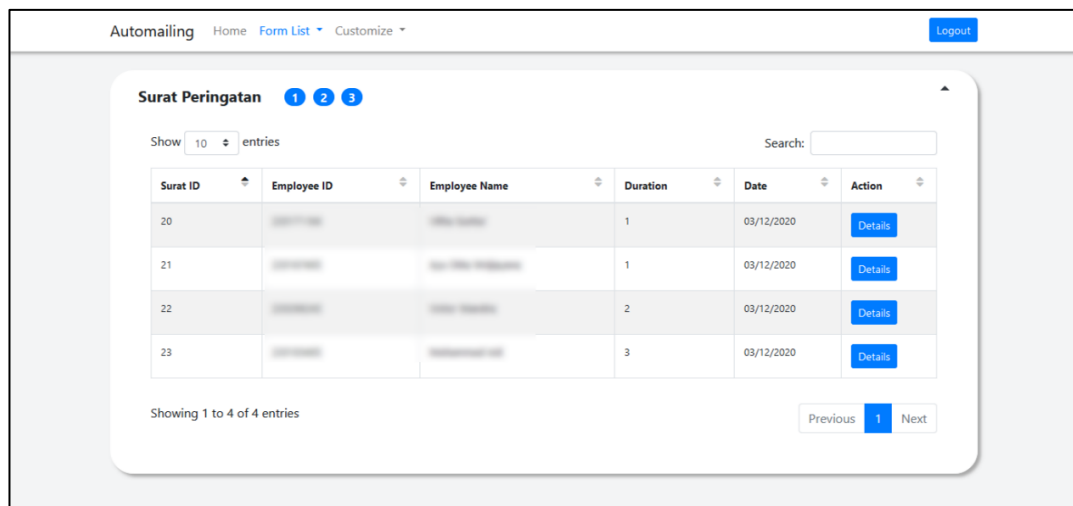 Automailing Home Form List Customize Logout
Surat Peringatan 1 2 3
Show 10 entries Search:
Surat ID Employee ID Employee Name Duration Date Action
20 1 03/12/2020 Details
21 1 03/12/2020 Details
22 2 03/12/2020 Details
23 3 03/12/2020 Details
Showing 1 to 4 of 4 entries Previous 1 Next